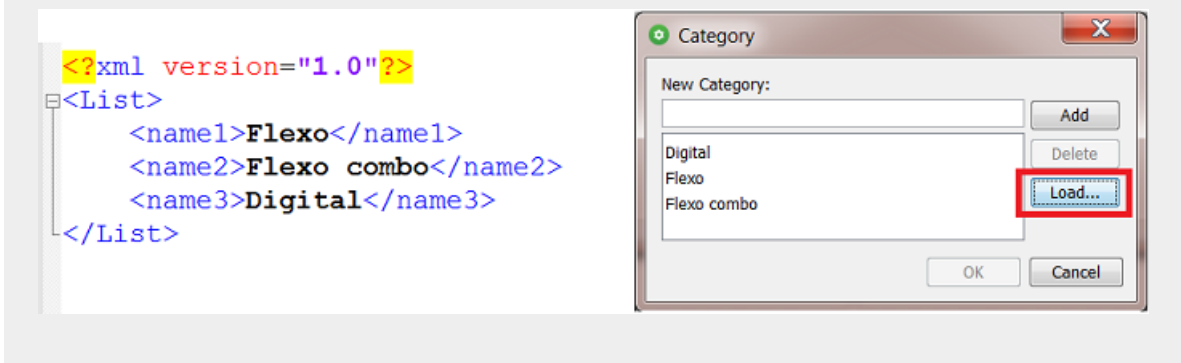 <?xml version="1.0"?>
<List>
<name1>Flexo</name1>
<name2>Flexo combo</name2>
<name3>Digital</name3>
</List>
Category
New Category:
Add
Digital
Delete
Flexo
Load...
Flexo combo
OK
Cancel